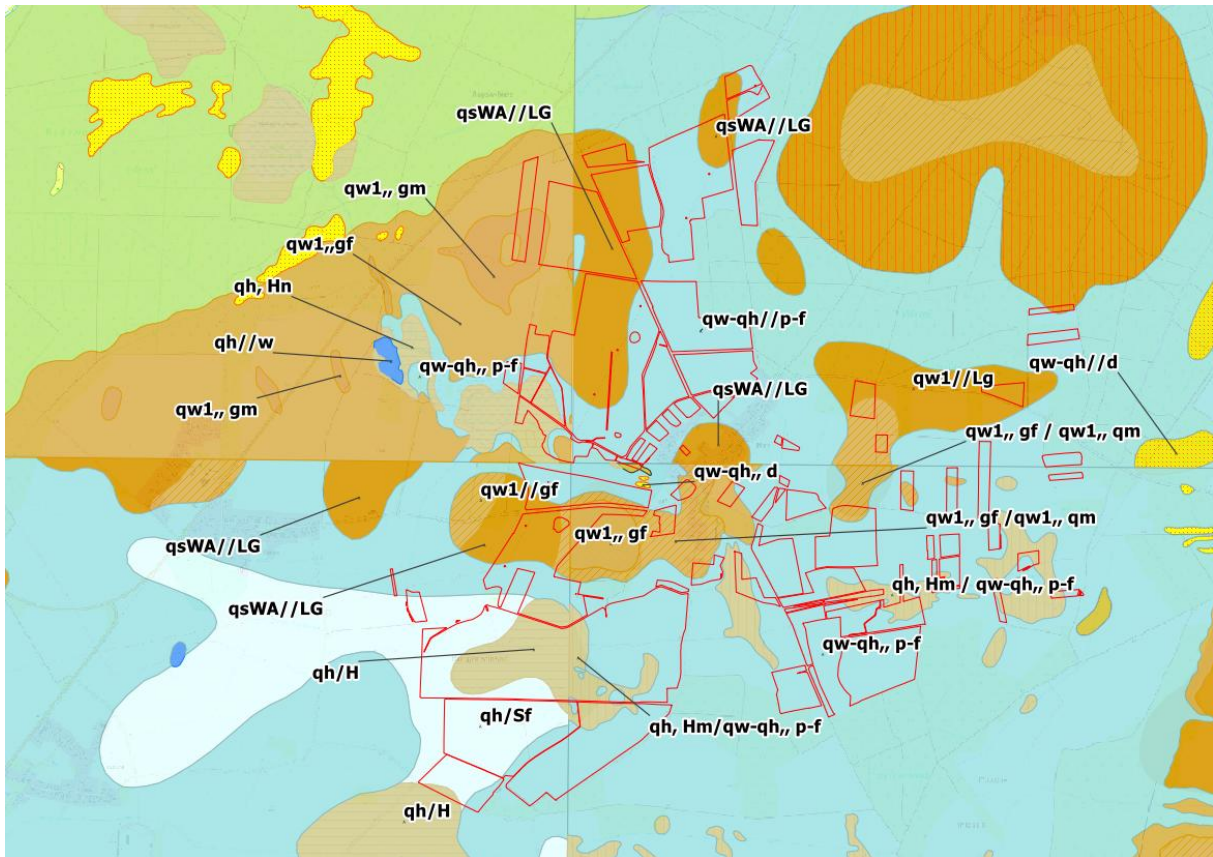 qsWA//LG
qsWA//LG
qw1,, gm
qw1,,gf
qh, Hn
qh//w
qw-qh,, p-f
qw-qh//p-f
qw-qh//d
qw1//Lg
qsWA//LG
qw1,, gm
qw1,, gf / qw1,, qm
qw-qh,, d
qw1//gf
qw1,, gf /qw1,, qm
qw1,, gf
qsWA//LG
qh, Hm / qw-qh,, p-f
qsWA//LG
qw-qh,, p-f
qh/H
qh/Sf
qh, Hm/qw-qh,, p-f
qh/H